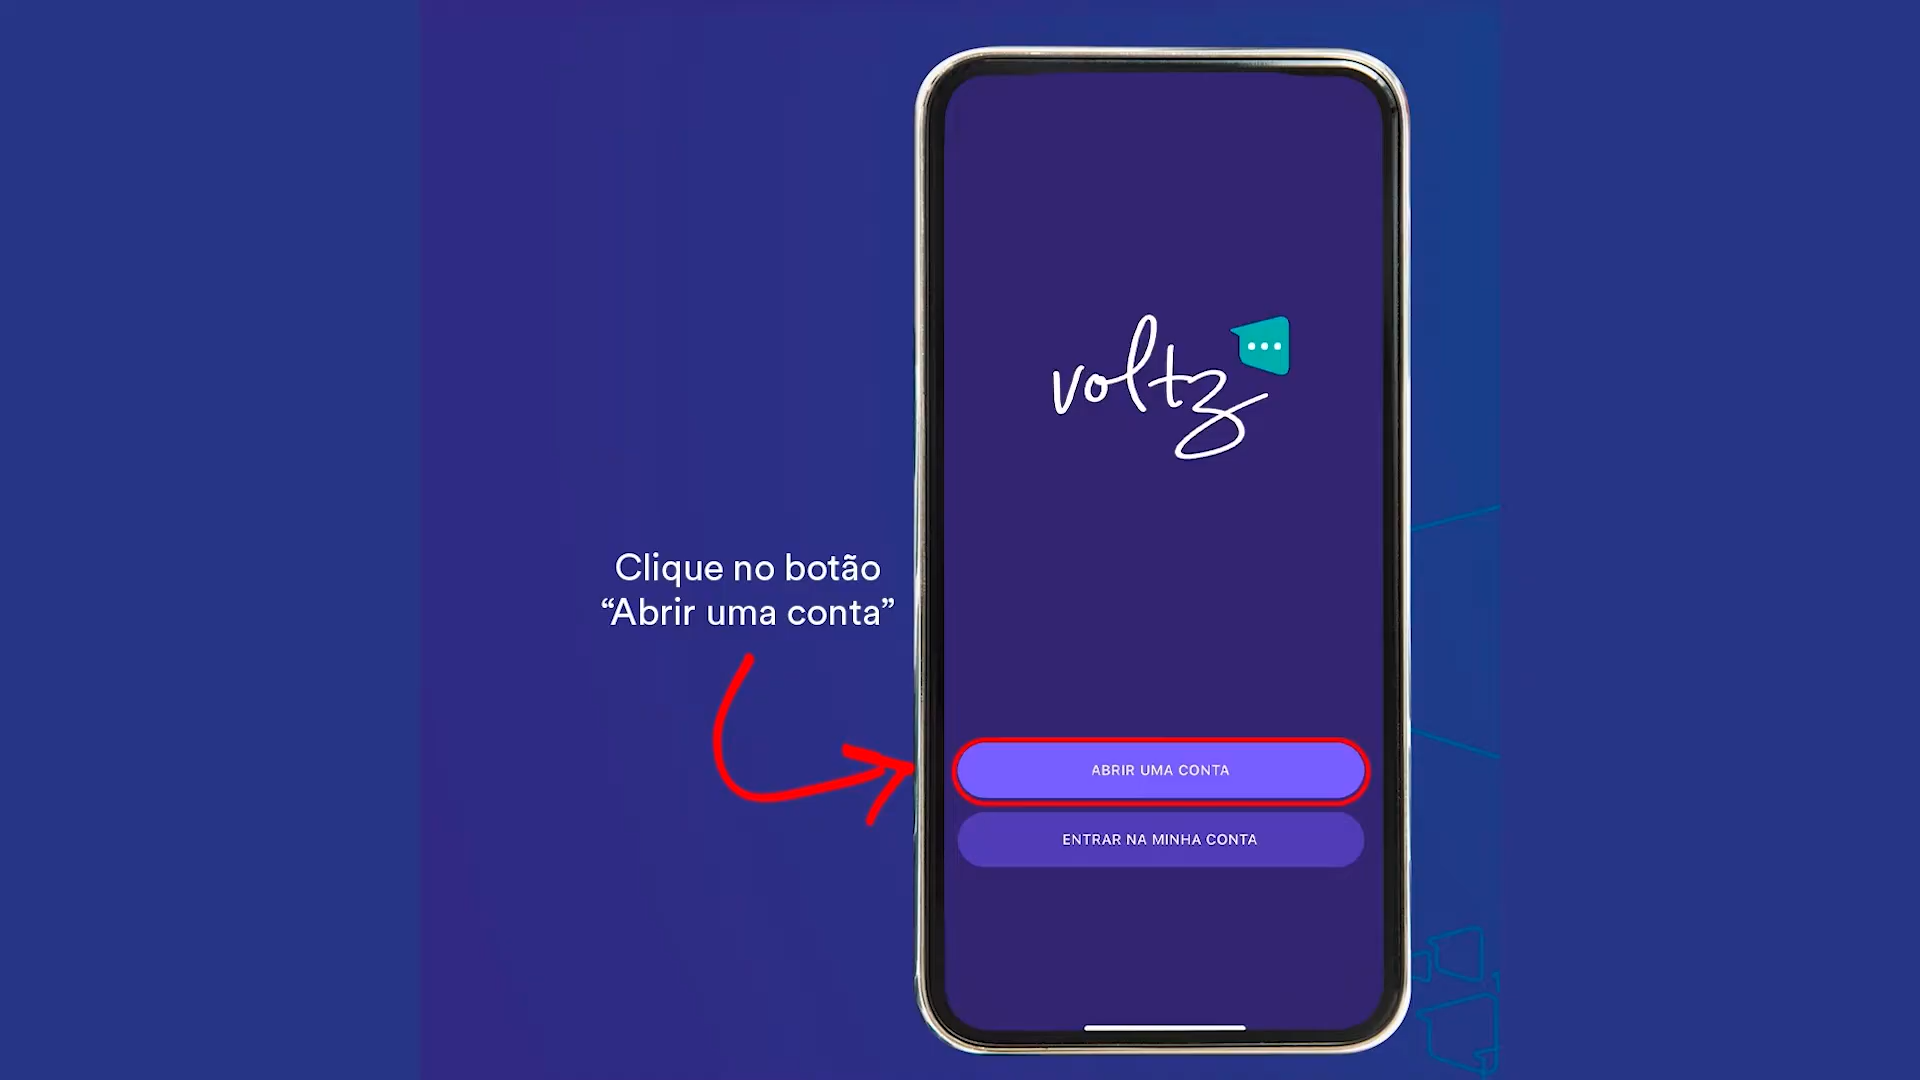 voltz
Clique no botão
“Abrir uma conta”
ABRIR UMA CONTA
ENTRAR NA MINHA CONTA